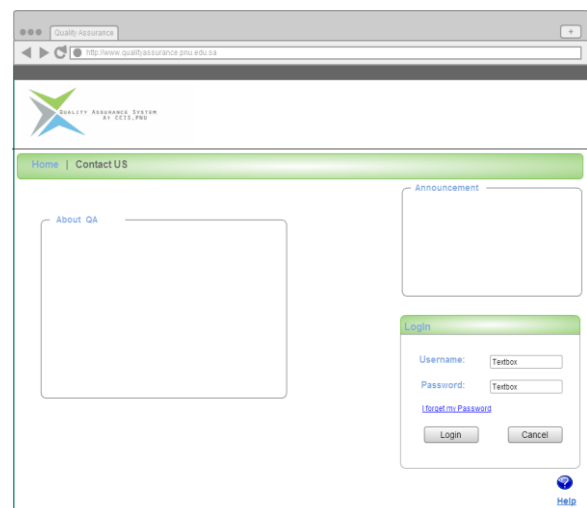 Quality Assurance
+
http://www.qualityassurance.pnu.edu.sa
Quality Assurance System
At CCIS.PNU
Home | Contact US
Announcement
About QA
LogIn
Username: Textbox
Password: Textbox
I forget my Password
Login Cancel
?
Help